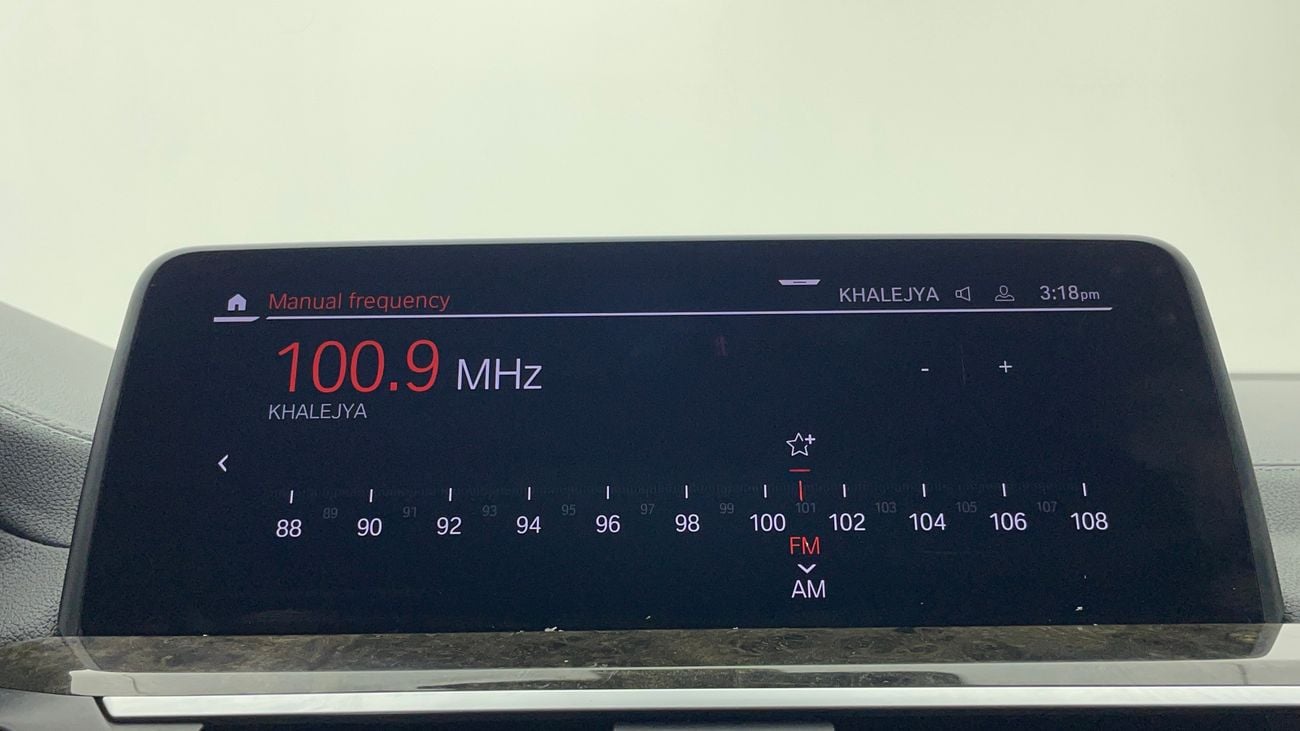 Manual frequency
KHALEJYA 3:18pm
100.9 MHz
- +
KHALEJYA
88 89 90 91 92 93 94 95 96 97 98 99 100 101 102 103 104 105 106 107 108
FM
AM